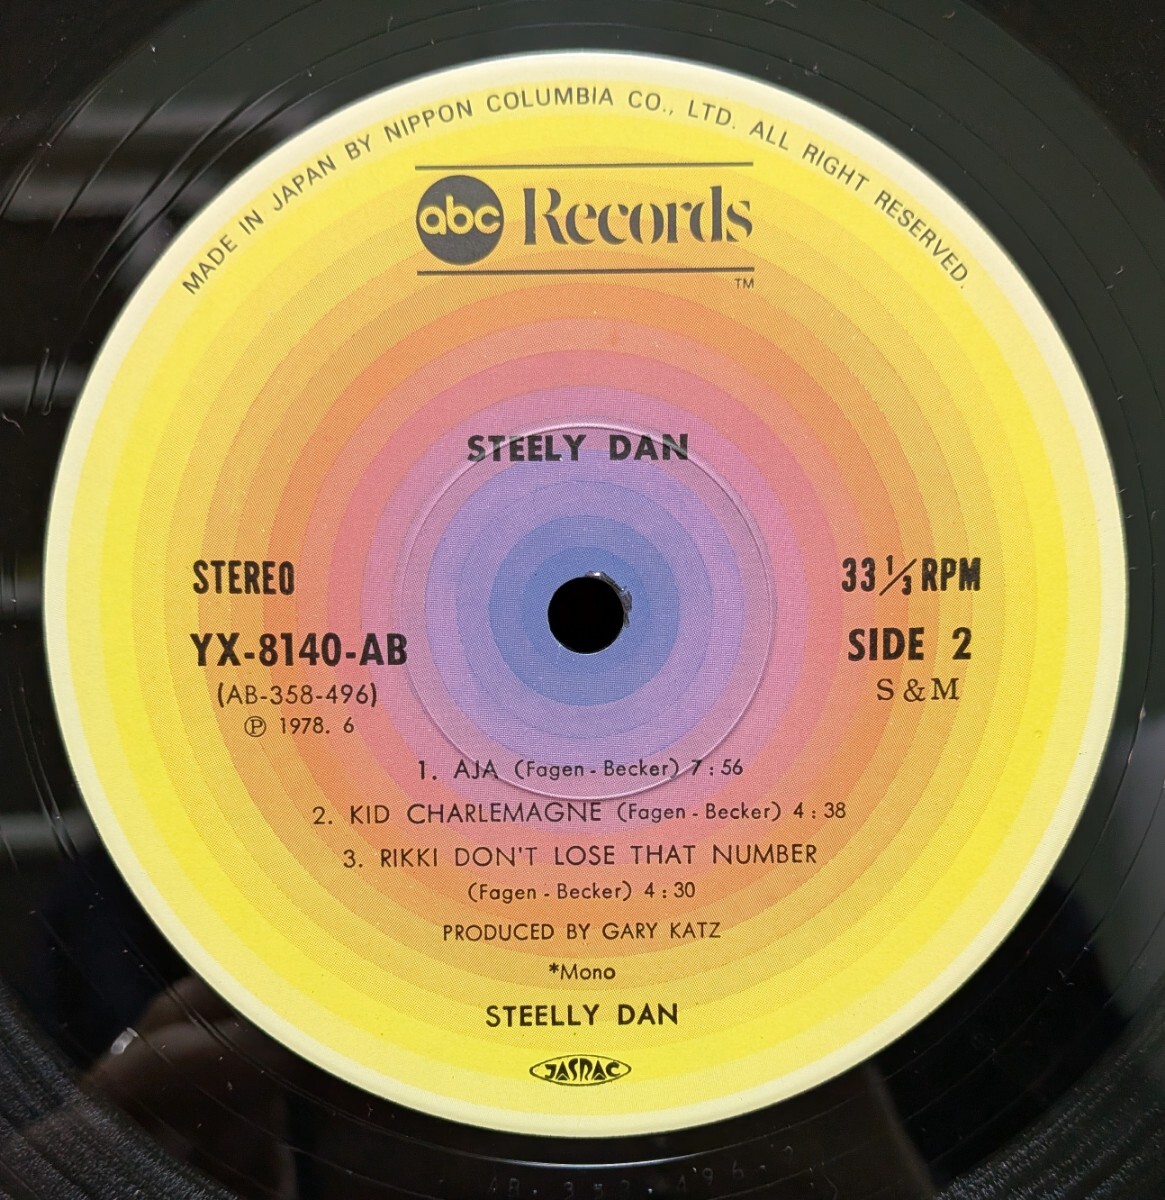 MADE IN JAPAN BY NIPPON COLUMBIA CO., LTD. ALL RIGHT RESERVED.
abc Records
TM
STEELY DAN
STEREO
33 1/3 RPM
YX-8140-AB
SIDE 2
(AB-358-496)
S & M
Ⓟ 1978. 6
1. AJA (Fagen - Becker) 7 : 56
2. KID CHARLEMAGNE (Fagen - Becker) 4 : 38
3. RIKKI DON'T LOSE THAT NUMBER
(Fagen - Becker) 4 : 30
PRODUCED BY GARY KATZ
*Mono
STEELLY DAN
JASRAC